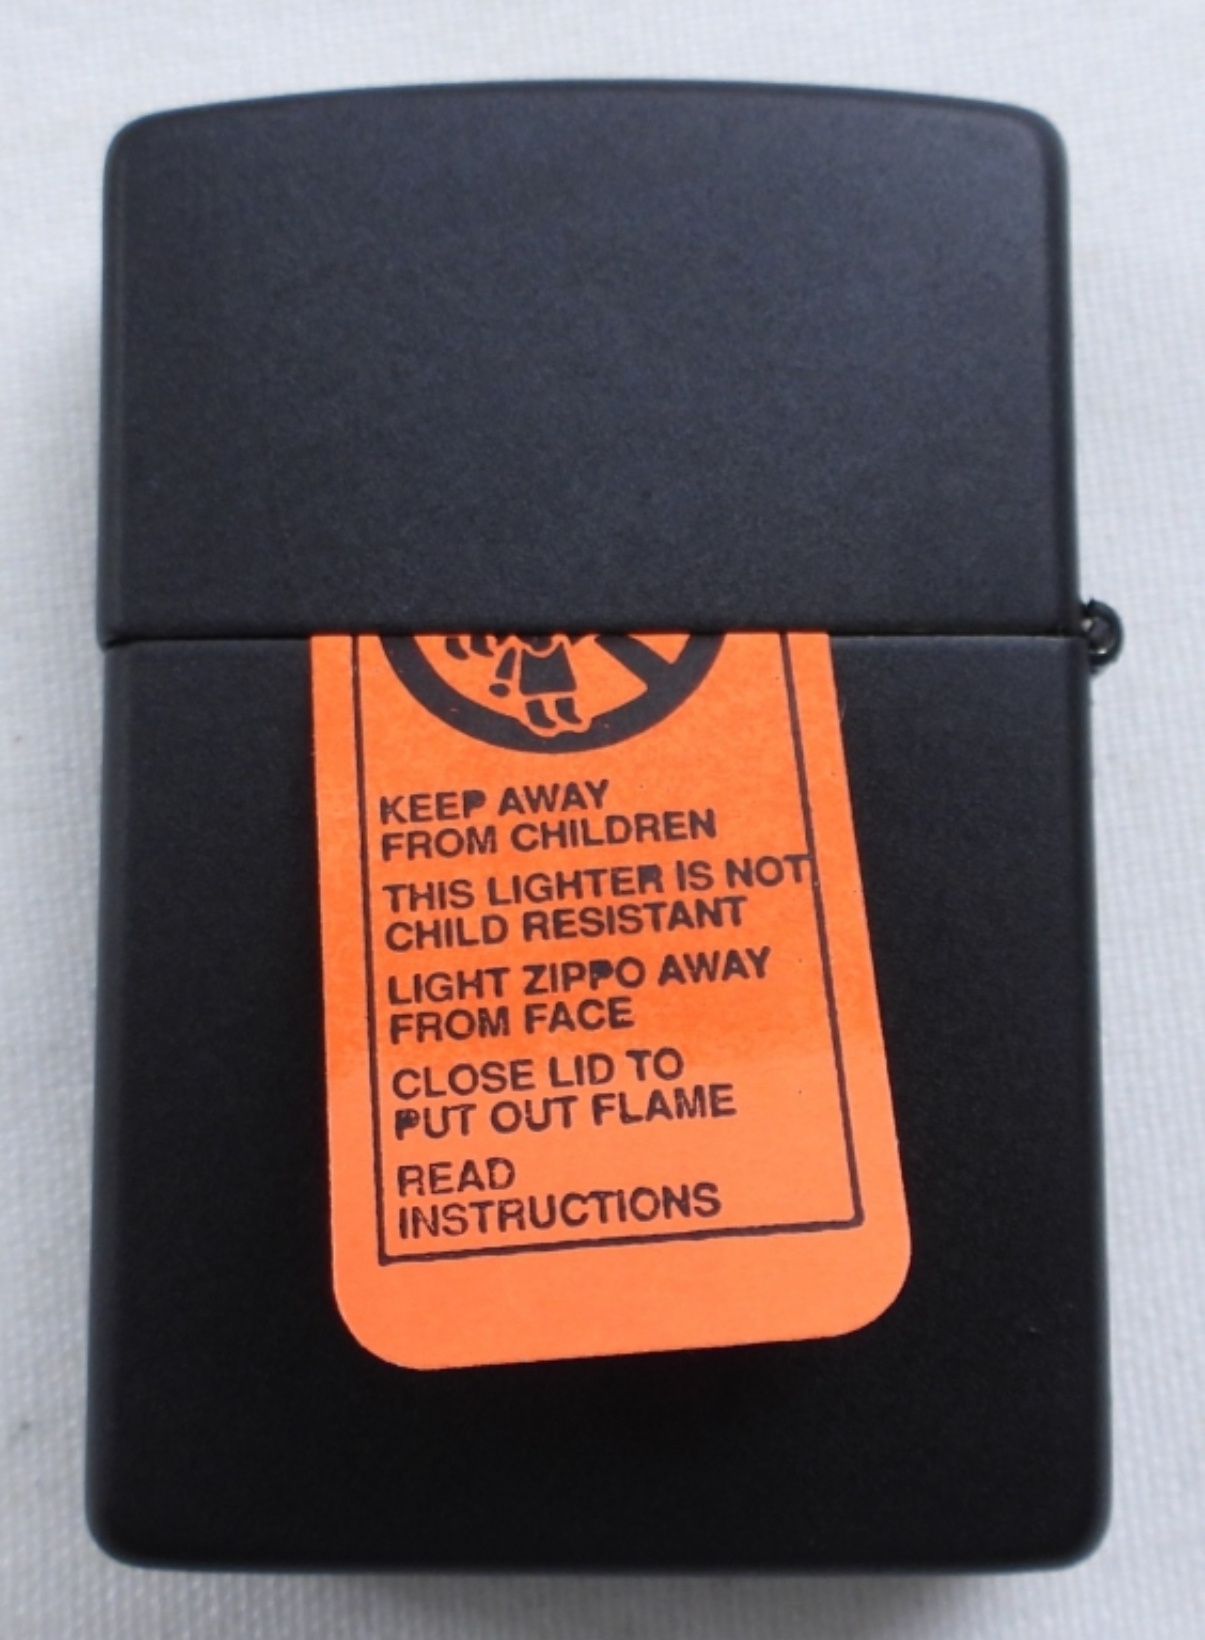 KEEP AWAY
FROM CHILDREN
THIS LIGHTER IS NOT
CHILD RESISTANT
LIGHT ZIPPO AWAY
FROM FACE
CLOSE LID TO
PUT OUT FLAME
READ
INSTRUCTIONS